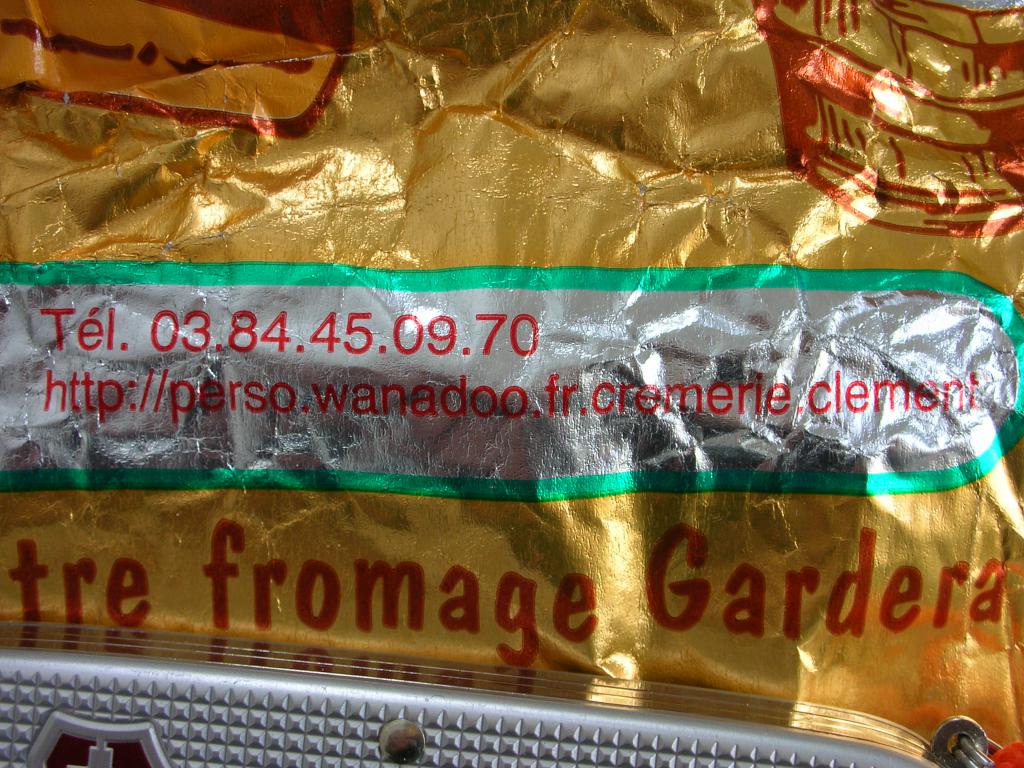 Tél. 03.84.45.09.70
http://perso.wanadoo.fr.cremerie.clement
tre fromage Gardera